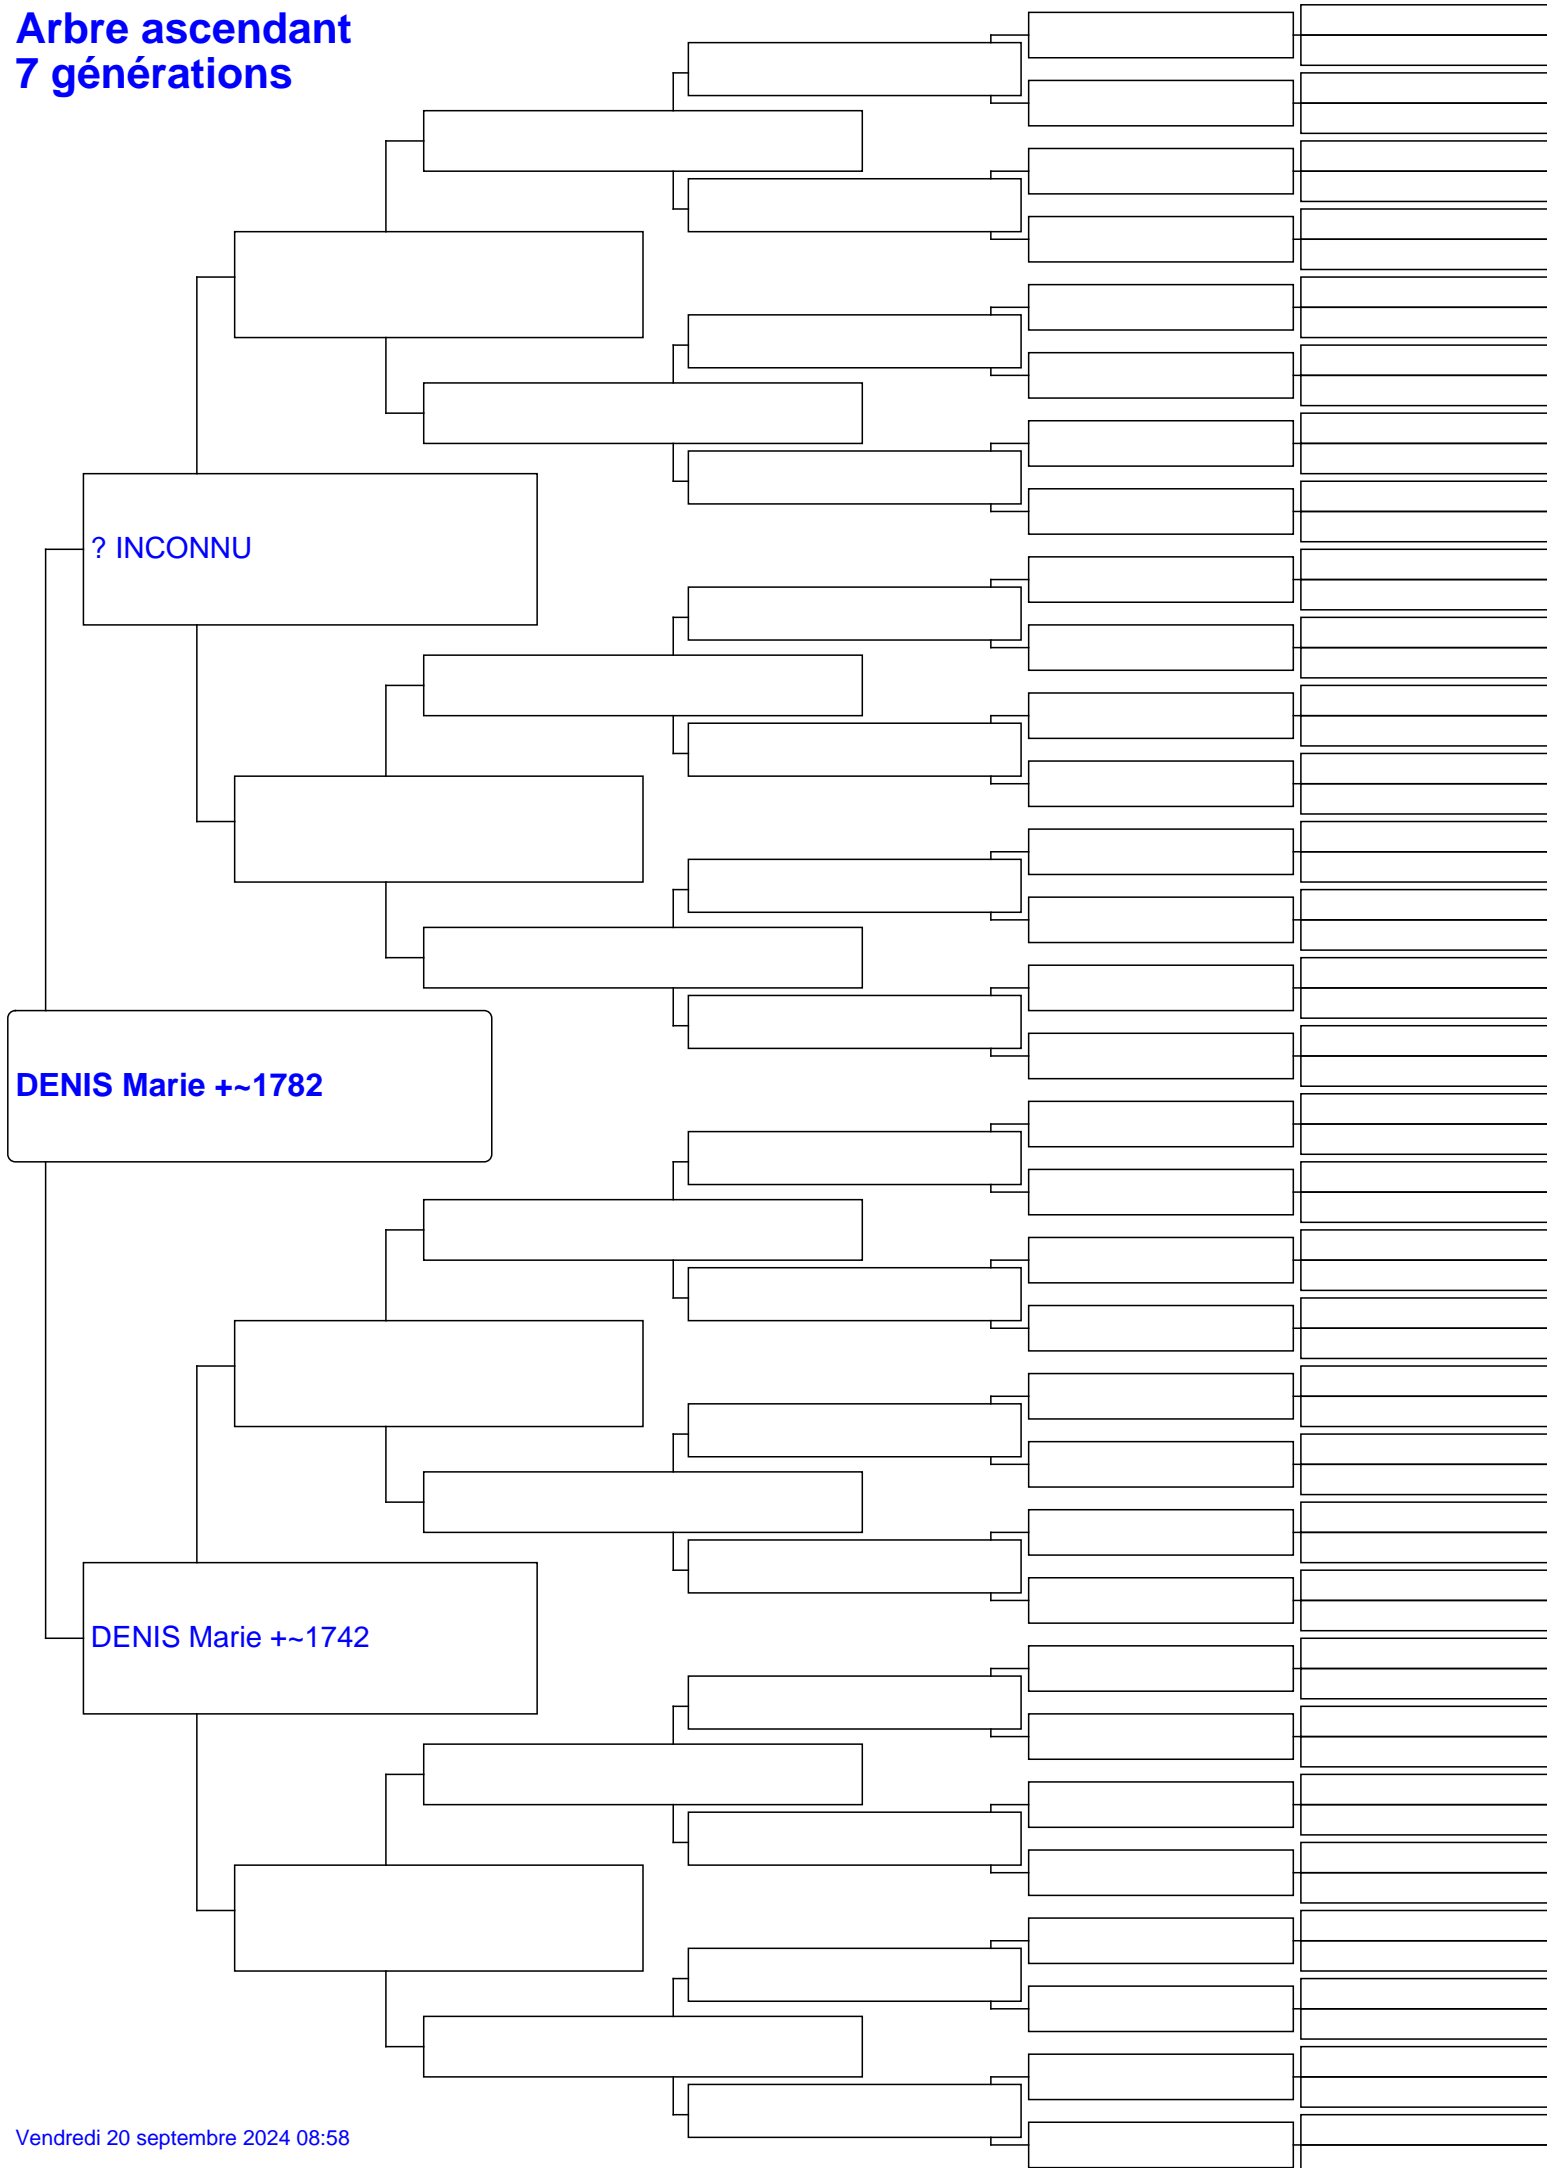 Arbre ascendant
7 générations
? INCONNU
DENIS Marie +~1782
DENIS Marie +~1742
Vendredi 20 septembre 2024 08:58